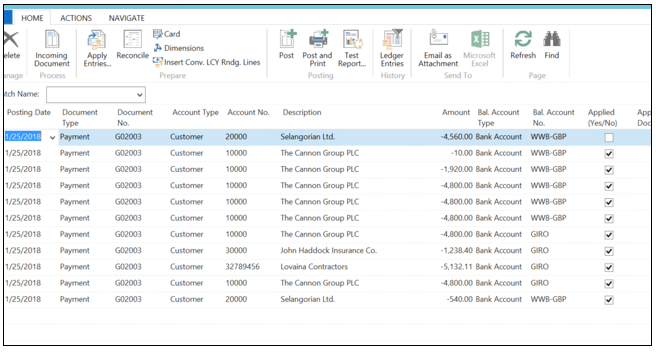 HOME ACTIONS NAVIGATE
Card
Dimensions
Insert Conv. LCY Rndg. Lines
elete
Incoming
Document
Apply
Entries...
Reconcile
Post
Post and
Print
Test
Report...
Ledger
Entries
Email as
Attachment
Microsoft
Excel
Refresh
Find
anage Process Prepare Posting History Send To Page
tch Name:
Posting Date Document Document Account Type Account No. Description Amount Bal. Account Bal. Account Applied App
Type No. Type No. (Yes/No) Doc
1/25/2018 Payment G02003 Customer 20000 Selangorian Ltd. -4,560.00 Bank Account WWB-GBP
1/25/2018 Payment G02003 Customer 10000 The Cannon Group PLC -10.00 Bank Account WWB-GBP
1/25/2018 Payment G02003 Customer 10000 The Cannon Group PLC -1,920.00 Bank Account WWB-GBP
1/25/2018 Payment G02003 Customer 10000 The Cannon Group PLC -4,800.00 Bank Account WWB-GBP
1/25/2018 Payment G02003 Customer 10000 The Cannon Group PLC -4,800.00 Bank Account WWB-GBP
1/25/2018 Payment G02003 Customer 10000 The Cannon Group PLC -4,800.00 Bank Account WWB-GBP
1/25/2018 Payment G02003 Customer 10000 The Cannon Group PLC -4,800.00 Bank Account GIRO
1/25/2018 Payment G02003 Customer 30000 John Haddock Insurance Co. -1,238.40 Bank Account GIRO
1/25/2018 Payment G02003 Customer 32789456 Lovaina Contractors -5,132.11 Bank Account GIRO
1/25/2018 Payment G02003 Customer 10000 The Cannon Group PLC -4,800.00 Bank Account GIRO
1/25/2018 Payment G02003 Customer 20000 Selangorian Ltd. -540.00 Bank Account WWB-GBP